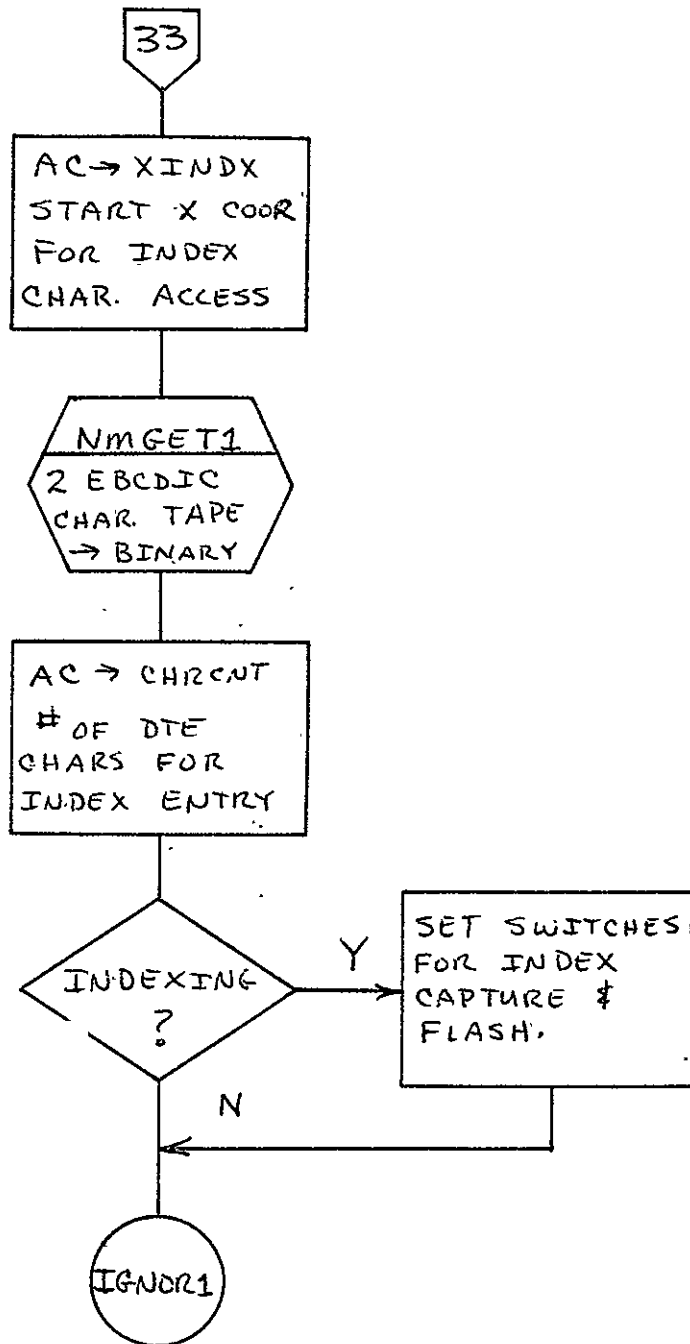 33
AC → XINDX
START X COOR
FOR INDEX
CHAR. ACCESS
NmGET1
2 EBCDIC
CHAR. TAPE
→ BINARY
AC → CHRCNT
# OF DTE
CHARS FOR
INDEX ENTRY
INDEXING
?
Y
SET SWITCHES
FOR INDEX
CAPTURE &
FLASH.
N
IGNOR1